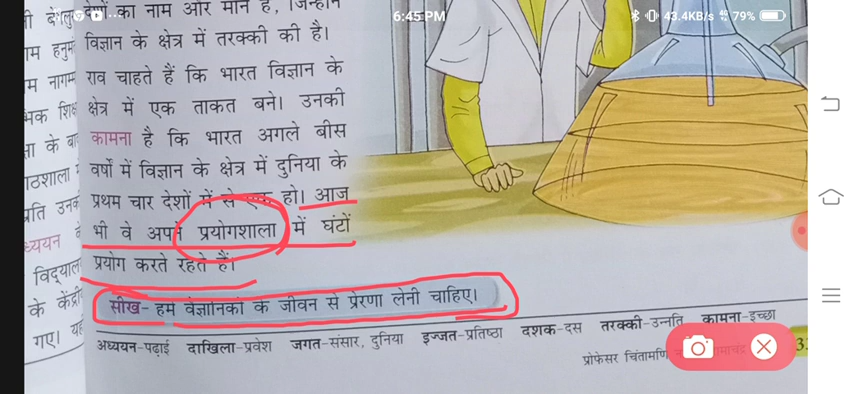 6:45 PM
43.4KB/s 79%
का नाम और मान है, जिन्होंने
विज्ञान के क्षेत्र में तरक्की की है।
राव चाहते हैं कि भारत विज्ञान के
क्षेत्र में एक ताकत बने। उनकी
कामना है कि भारत अगले बीस
वर्षों में विज्ञान के क्षेत्र में दुनिया के
प्रथम चार देशों में से एक हो। आज
भी वे अपने प्रयोगशाला में घंटों
प्रयोग करते रहते हैं।
सीख- हमें वैज्ञानिकों के जीवन से प्रेरणा लेनी चाहिए।
अध्ययन-पढ़ाई दाखिला-प्रवेश जगत-संसार, दुनिया इज्जत-प्रतिष्ठा दशक-दस तरक्की-उन्नति कामना-इच्छा
प्रोफेसर चिंतामणि